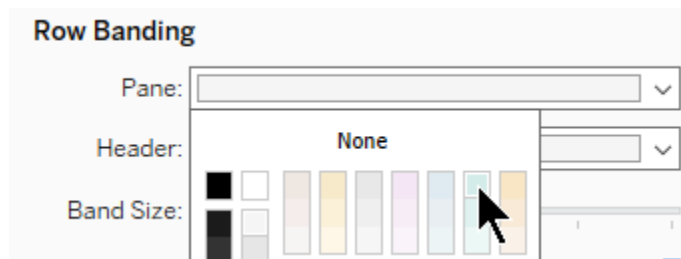 Row Banding
Pane:
None
Header:
Band Size: